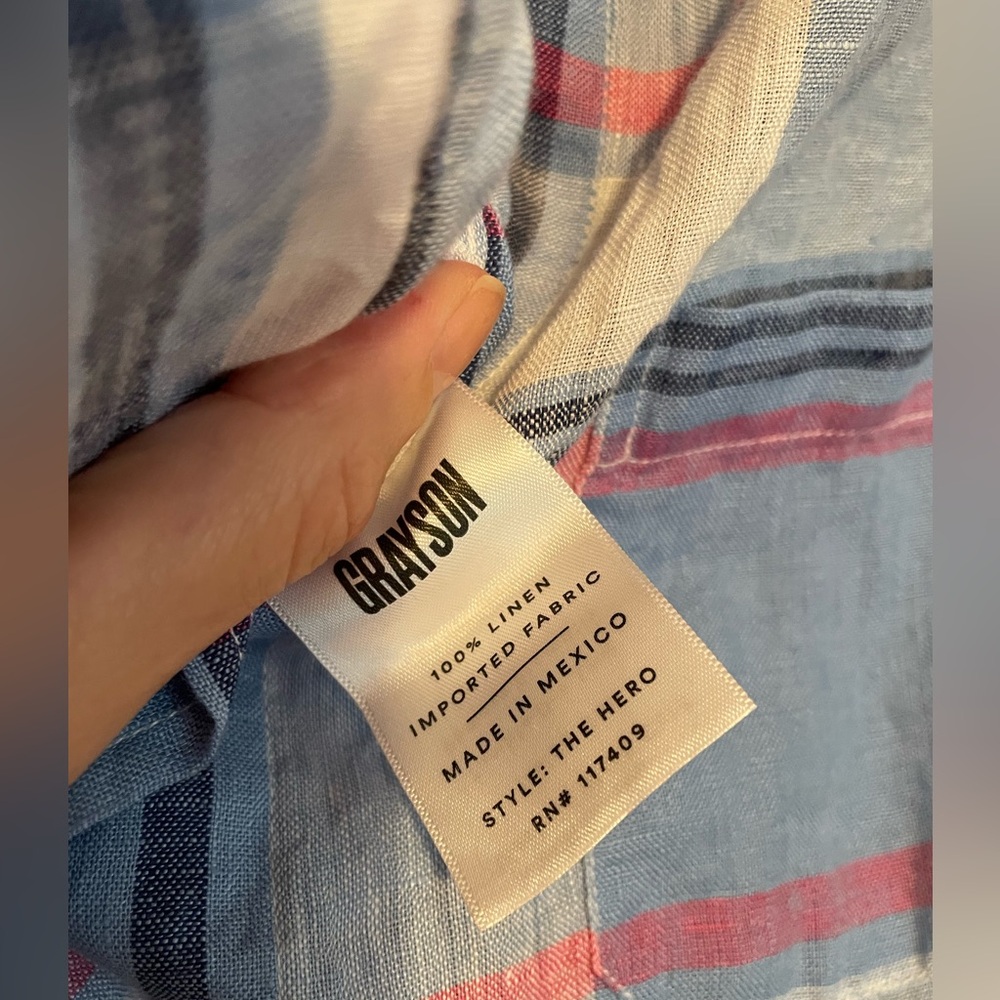 GRAYSON
100% LINEN
IMPORTED FABRIC
MADE IN MEXICO
STYLE: THE HERO
RN# 117409